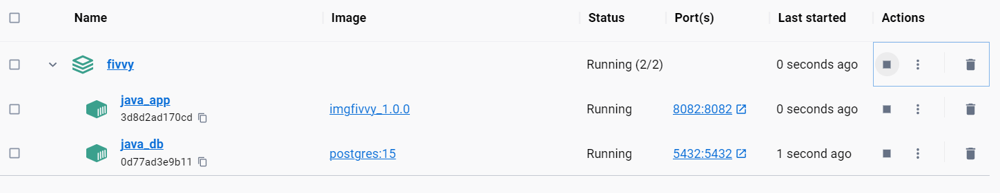 Name Image Status Port(s) Last started Actions
fivvy Running (2/2) 0 seconds ago
java_app
3d8d2ad170cd
imgfivvy_1.0.0 Running 8082:8082 0 seconds ago
java_db
0d77ad3e9b11
postgres:15 Running 5432:5432 1 second ago